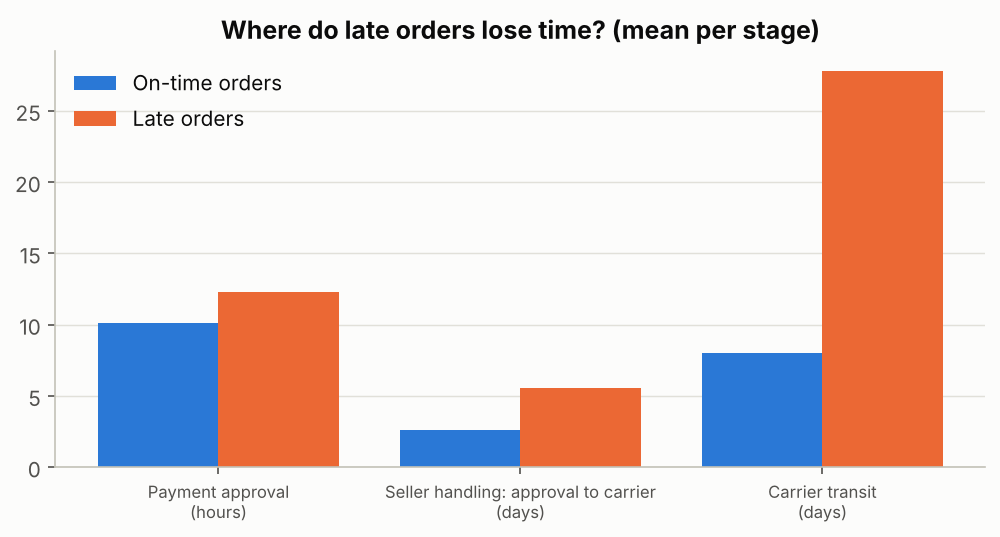 Where do late orders lose time? (mean per stage)
On-time orders
Late orders
25
20
15
10
5
0
Payment approval
(hours)
Seller handling: approval to carrier
(days)
Carrier transit
(days)